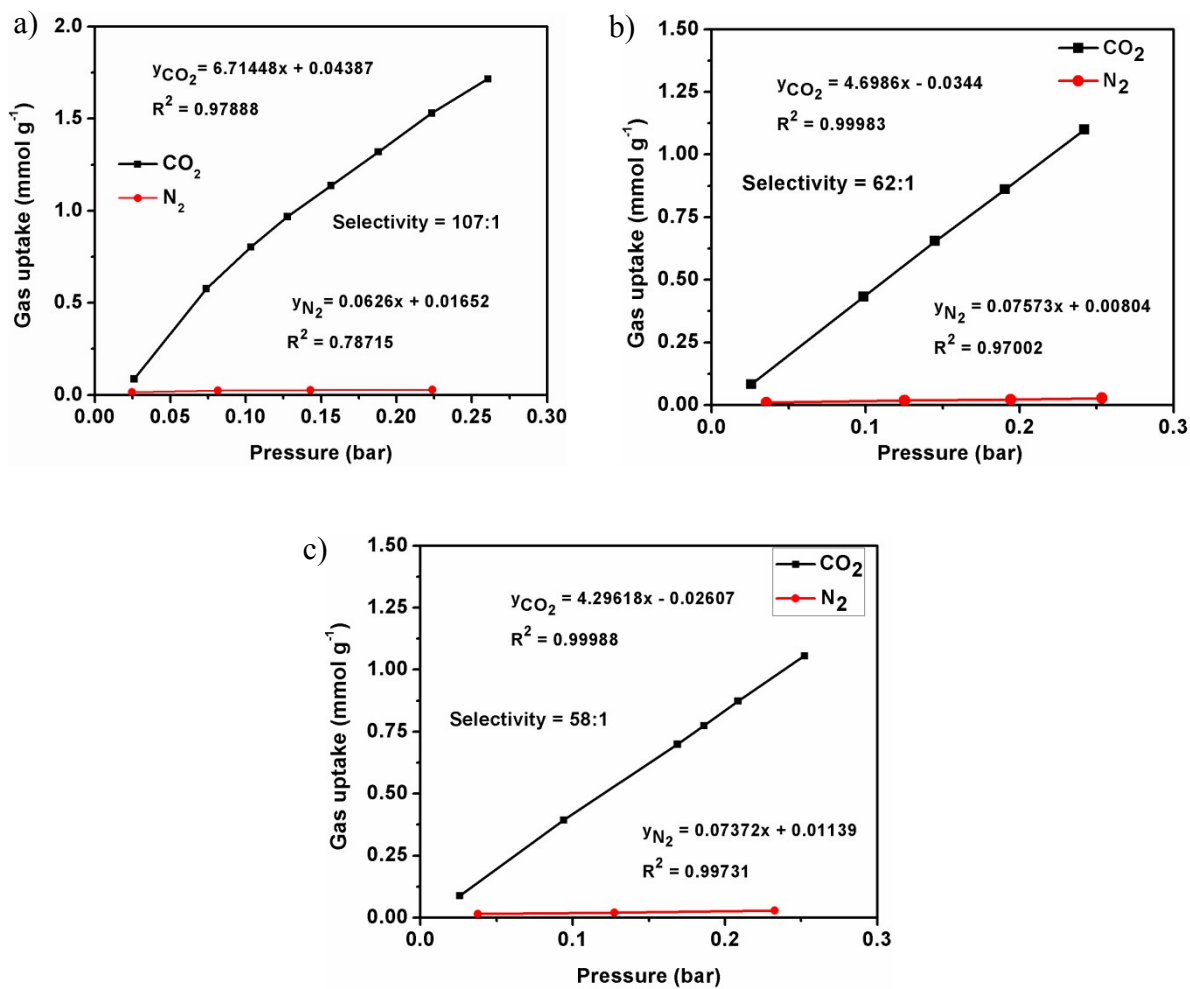 a)
2.0
1.5
1.0
0.5
0.0
0.00 0.05 0.10 0.15 0.20 0.25 0.30
Gas uptake (mmol g⁻¹)
Pressure (bar)
y_CO₂ = 6.71448x + 0.04387
R² = 0.97888
CO₂
N₂
Selectivity = 107:1
y_N₂ = 0.0626x + 0.01652
R² = 0.78715
b)
1.50
1.25
1.00
0.75
0.50
0.25
0.00
0.0 0.1 0.2 0.3
Gas uptake (mmol g⁻¹)
Pressure (bar)
CO₂
N₂
y_CO₂ = 4.6986x - 0.0344
R² = 0.99983
Selectivity = 62:1
y_N₂ = 0.07573x + 0.00804
R² = 0.97002
c)
1.50
1.25
1.00
0.75
0.50
0.25
0.00
0.0 0.1 0.2 0.3
Gas uptake (mmol g⁻¹)
Pressure (bar)
CO₂
N₂
y_CO₂ = 4.29618x - 0.02607
R² = 0.99988
Selectivity = 58:1
y_N₂ = 0.07372x + 0.01139
R² = 0.99731